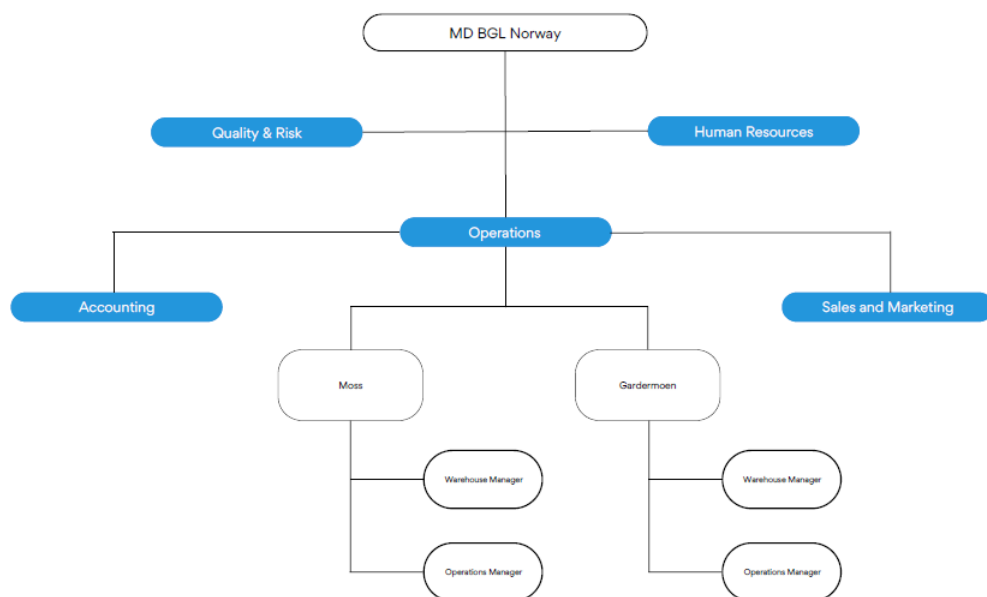 MD BGL Norway
Quality & Risk
Human Resources
Operations
Accounting
Sales and Marketing
Moss
Gardermoen
Warehouse Manager
Warehouse Manager
Operations Manager
Operations Manager